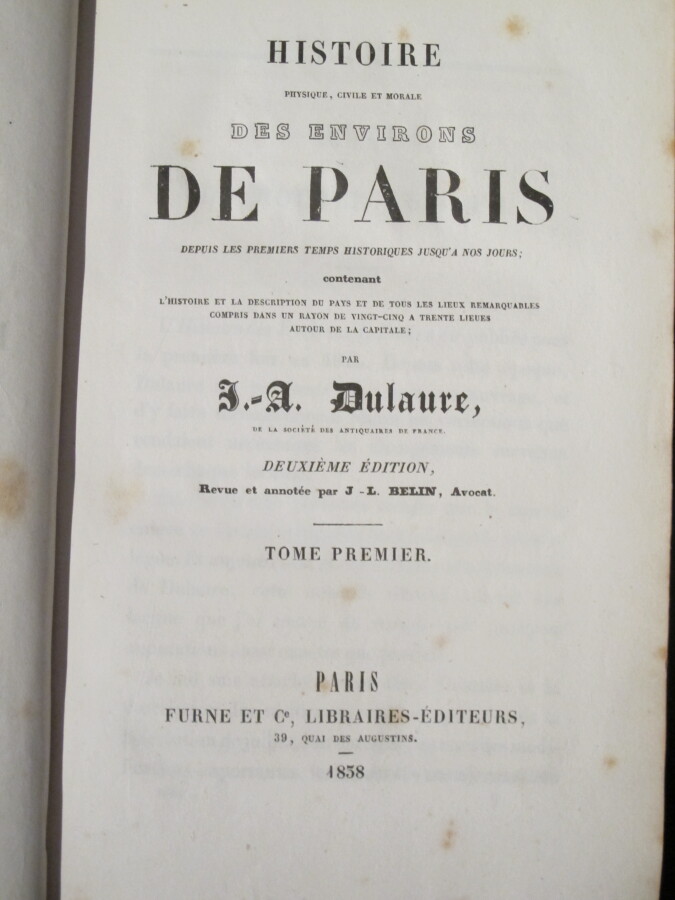 HISTOIRE
PHYSIQUE, CIVILE ET MORALE
DES ENVIRONS
DE PARIS
DEPUIS LES PREMIERS TEMPS HISTORIQUES JUSQU'A NOS JOURS;
contenant
L'HISTOIRE ET LA DESCRIPTION DU PAYS ET DE TOUS LES LIEUX REMARQUABLES
COMPRIS DANS UN RAYON DE VINGT-CINQ A TRENTE LIEUES
AUTOUR DE LA CAPITALE;
PAR
J.-A. Dulaure,
DE LA SOCIÉTÉ DES ANTIQUAIRES DE FRANCE.
DEUXIÈME ÉDITION,
Revue et annotée par J -L. BELIN, Avocat.
TOME PREMIER.
PARIS
FURNE ET Ce, LIBRAIRES-ÉDITEURS,
39, QUAI DES AUGUSTINS.
1838